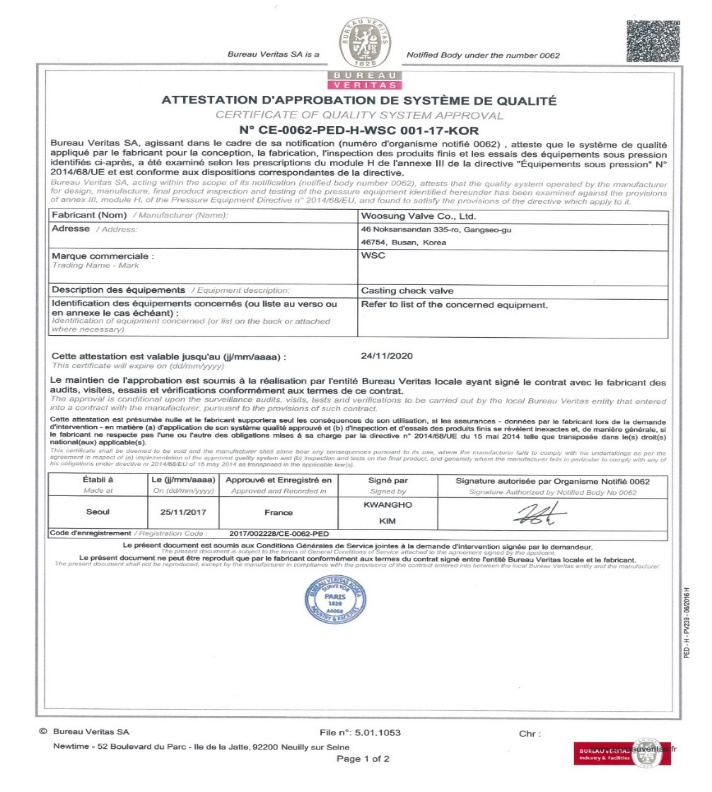 Bureau Veritas SA is a
BUREAU VERITAS
1828
Notified Body under the number 0062
BUREAU
VERITAS
ATTESTATION D'APPROBATION DE SYSTÈME DE QUALITÉ
CERTIFICATE OF QUALITY SYSTEM APPROVAL
N° CE-0062-PED-H-WSC 001-17-KOR
Bureau Veritas SA, agissant dans le cadre de sa notification (numéro d'organisme notifié 0062) , atteste que le système de qualité
appliqué par le fabricant pour la conception, la fabrication, l'inspection des produits finis et les essais des équipements sous pression
identifiés ci-après, a été examiné selon les prescriptions du module H de l'annexe III de la directive "Équipements sous pression" N°
2014/68/UE et est conforme aux dispositions correspondantes de la directive.
Bureau Veritas SA, acting within the scope of its notification (notified body number 0062), attests that the quality system operated by the manufacturer
for design, manufacture, final product inspection and testing of the pressure equipment identified hereunder has been examined against the provisions
of annex III, module H, of the Pressure Equipment Directive n° 2014/68/EU, and found to satisfy the provisions of the directive which apply to it.
Fabricant (Nom) / Manufacturer (Name): Woosung Valve Co., Ltd.
Adresse / Address: 46 Noksansandan 335-ro, Gangseo-gu
46754, Busan, Korea
Marque commerciale : WSC
Trading Name - Mark
Description des équipements / Equipment description: Casting check valve
Identification des équipements concernés (ou liste au verso ou Refer to list of the concerned equipment.
en annexe le cas échéant) :
Identification of equipment concerned (or list on the back or attached
where necessary)
Cette attestation est valable jusqu'au (jj/mm/aaaa) : 24/11/2020
This certificate will expire on (dd/mm/yyyy)
Le maintien de l'approbation est soumis à la réalisation par l'entité Bureau Veritas locale ayant signé le contrat avec le fabricant des
audits, visites, essais et vérifications conformément aux termes de ce contrat.
The approval is conditional upon the surveillance audits, visits, tests and verifications to be carried out by the local Bureau Veritas entity that entered
into a contract with the manufacturer, pursuant to the provisions of such contract.
Cette attestation est présumée nulle et le fabricant supportera seul les conséquences de son utilisation, si les assurances - données par le fabricant lors de la demande
d'intervention - en matière (a) d'application de son système qualité approuvé et (b) d'inspection et d'essais des produits finis se révèlent inexactes et, de manière générale, si
le fabricant ne respecte pas l'une ou l'autre des obligations mises à sa charge par la directive n° 2014/68/UE du 15 mai 2014 telle que transposée dans le(s) droit(s)
national(aux) applicable(s).
This certificate shall be deemed to be void and the manufacturer shall alone bear any consequences pursuant to its use, where the manufacturer fails to comply with his undertakings as per the
agreement in respect of (a) implementation of the approved quality system and (b) inspection and tests on the final product, and generally where the manufacturer fails in particular to comply with any of
his obligations under directive nr 2014/68/EU of 15 may 2014 as transposed in the applicable law(s).
Établi à Le (jj/mm/aaaa) Approuvé et Enregistré en Signé par Signature autorisée par Organisme Notifié 0062
Made at On (dd/mm/yyyy) Approved and Recorded in Signed by Signature Authorized by Notified Body No 0062
Seoul 25/11/2017 France KWANGHO
KIM
Code d'enregistrement / Registration Code : 2017/002228/CE-0062-PED
Le présent document est soumis aux Conditions Générales de Service jointes à la demande d'intervention signée par le demandeur.
The present document is subject to the terms of General Conditions of Service attached to the agreement signed by the applicant.
Le présent document ne peut être reproduit que par le fabricant conformément aux termes du contrat signé entre l'entité Bureau Veritas locale et le fabricant.
The present document shall not be reproduced, except by the manufacturer in compliance with the provisions of the contract entered into between the local Bureau Veritas entity and the manufacturer.
BUREAU VERITAS KOREA
PARIS
1828
INDUSTRY & FACILITIES
PED - H - PV239 - 06/2016 H
© Bureau Veritas SA File n°: 5.01.1053 Chr :
Newtime - 52 Boulevard du Parc - Ile de la Jatte, 92200 Neuilly sur Seine
Page 1 of 2
BUREAU VERITAS
Industry & Facilities